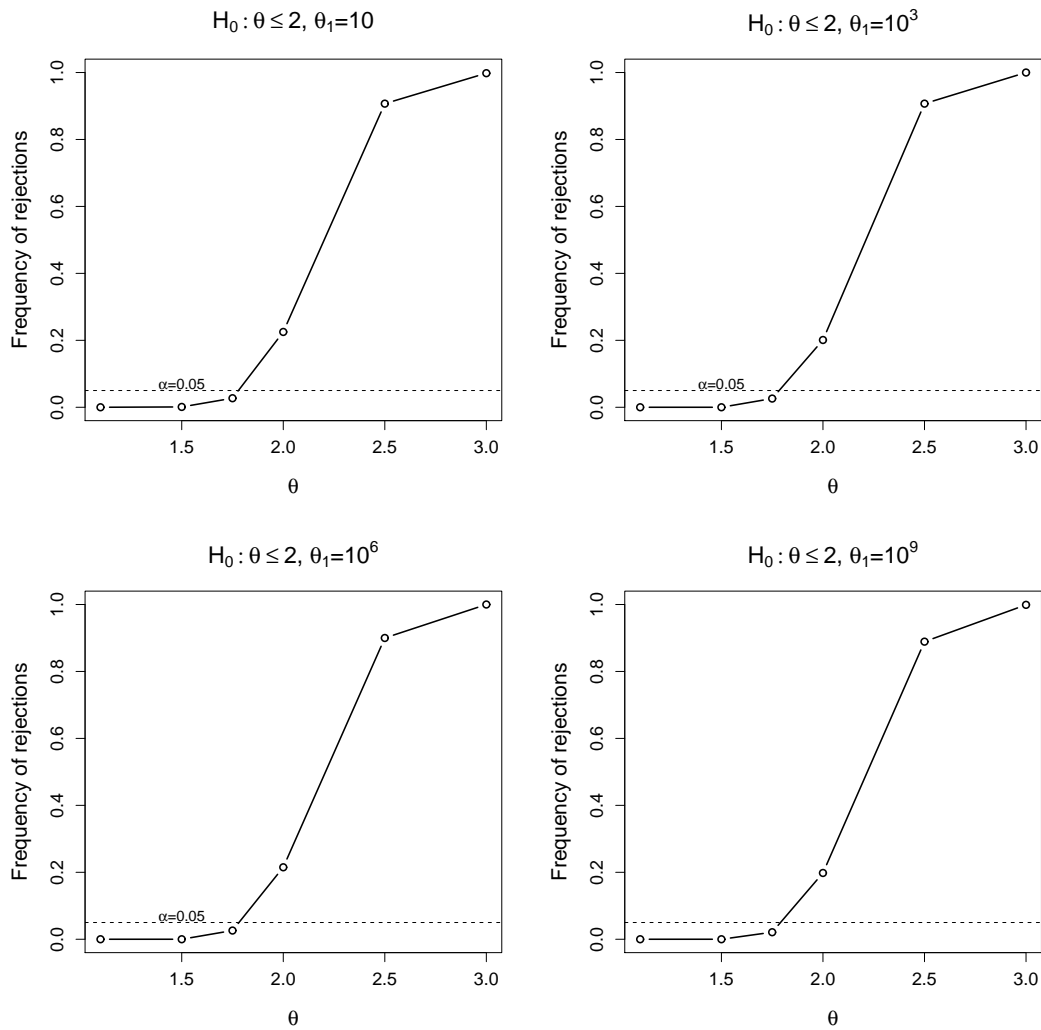 H₀ : θ ≤ 2, θ₁=10
Frequency of rejections
1.0
0.8
0.6
0.4
0.2
0.0
α=0.05
1.5 2.0 2.5 3.0
θ
H₀ : θ ≤ 2, θ₁=10³
Frequency of rejections
1.0
0.8
0.6
0.4
0.2
0.0
α=0.05
1.5 2.0 2.5 3.0
θ
H₀ : θ ≤ 2, θ₁=10⁶
Frequency of rejections
1.0
0.8
0.6
0.4
0.2
0.0
α=0.05
1.5 2.0 2.5 3.0
θ
H₀ : θ ≤ 2, θ₁=10⁹
Frequency of rejections
1.0
0.8
0.6
0.4
0.2
0.0
1.5 2.0 2.5 3.0
θ